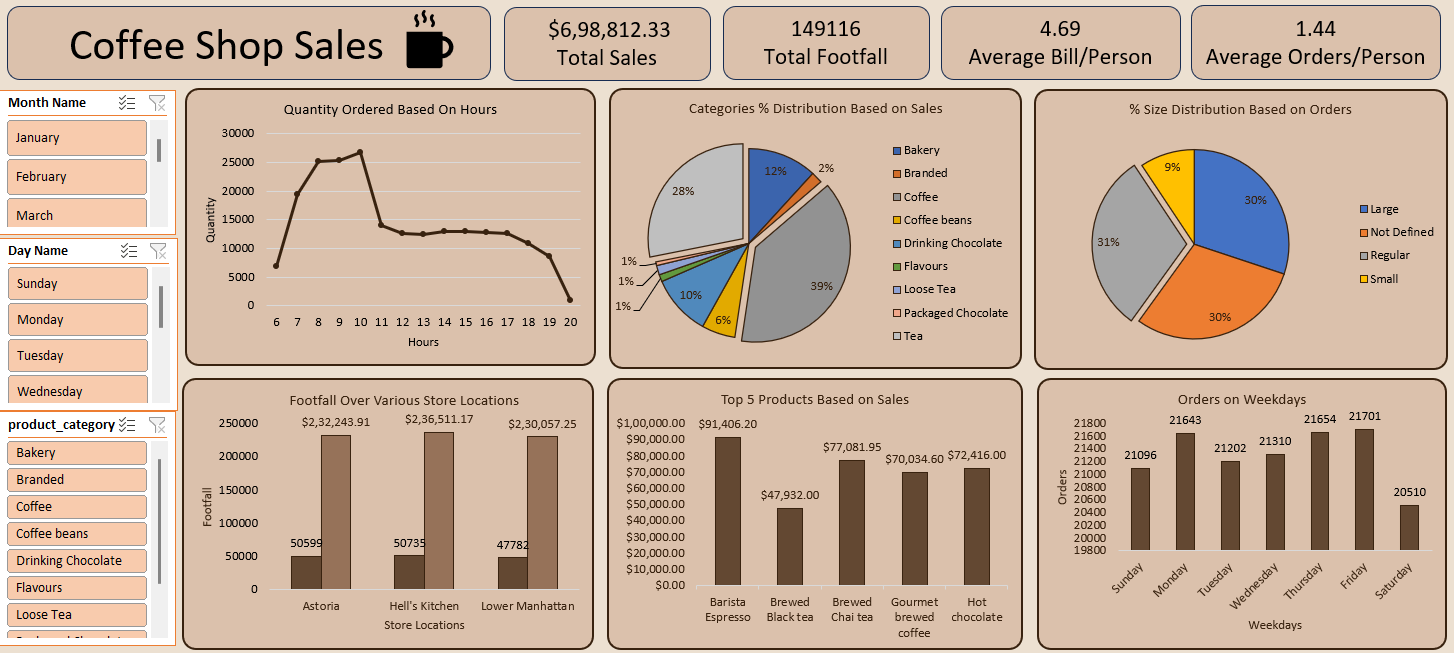 Coffee Shop Sales
$6,98,812.33
Total Sales
149116
Total Footfall
4.69
Average Bill/Person
1.44
Average Orders/Person
Month Name
January
February
March
Day Name
Sunday
Monday
Tuesday
Wednesday
product_category
Bakery
Branded
Coffee
Coffee beans
Drinking Chocolate
Flavours
Loose Tea
Quantity Ordered Based On Hours
30000
25000
20000
15000
10000
5000
0
Quantity
6 7 8 9 10 11 12 13 14 15 16 17 18 19 20
Hours
Categories % Distribution Based on Sales
12%
2%
39%
6%
10%
1%
1%
1%
28%
Bakery
Branded
Coffee
Coffee beans
Drinking Chocolate
Flavours
Loose Tea
Packaged Chocolate
Tea
% Size Distribution Based on Orders
30%
30%
31%
9%
Large
Not Defined
Regular
Small
Footfall Over Various Store Locations
250000
200000
150000
100000
50000
0
Footfall
$2,32,243.91 $2,36,511.17 $2,30,057.25
50599 50735 47782
Astoria Hell's Kitchen Lower Manhattan
Store Locations
Top 5 Products Based on Sales
$1,00,000.00
$90,000.00
$80,000.00
$70,000.00
$60,000.00
$50,000.00
$40,000.00
$30,000.00
$20,000.00
$10,000.00
$0.00
$91,406.20
$47,932.00
$77,081.95
$70,034.60
$72,416.00
Barista
Espresso
Brewed
Black tea
Brewed
Chai tea
Gourmet
brewed
coffee
Hot
chocolate
Orders on Weekdays
21800
21600
21400
21200
21000
20800
20600
20400
20200
20000
19800
Orders
21096 21643 21202 21310 21654 21701 20510
Sunday Monday Tuesday Wednesday Thursday Friday Saturday
Weekdays